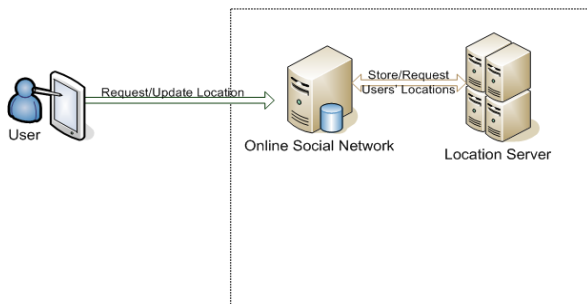 Request/Update Location
User
Store/Request
Users' Locations
Online Social Network
Location Server